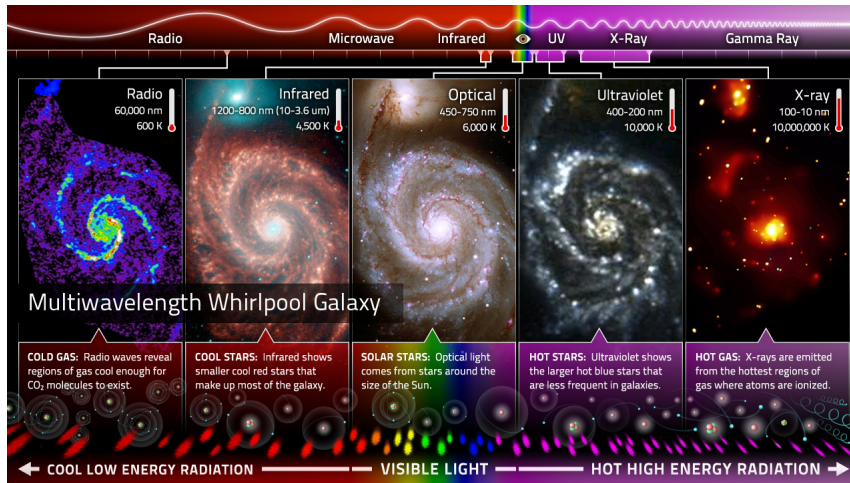 Radio Microwave Infrared UV X-Ray Gamma Ray
Radio
60,000 nm
600 K
Infrared
1200-800 nm (10-3.6 um)
4,500 K
Optical
450-750 nm
6,000 K
Ultraviolet
400-200 nm
10,000 K
X-ray
100-10 nm
10,000,000 K
Multiwavelength Whirlpool Galaxy
COLD GAS: Radio waves reveal
regions of gas cool enough for
CO₂ molecules to exist.
COOL STARS: Infrared shows
smaller cool red stars that
make up most of the galaxy.
SOLAR STARS: Optical light
comes from stars around the
size of the Sun.
HOT STARS: Ultraviolet shows
the larger hot blue stars that
are less frequent in galaxies.
HOT GAS: X-rays are emitted
from the hottest regions of
gas where atoms are ionized.
COOL LOW ENERGY RADIATION VISIBLE LIGHT HOT HIGH ENERGY RADIATION